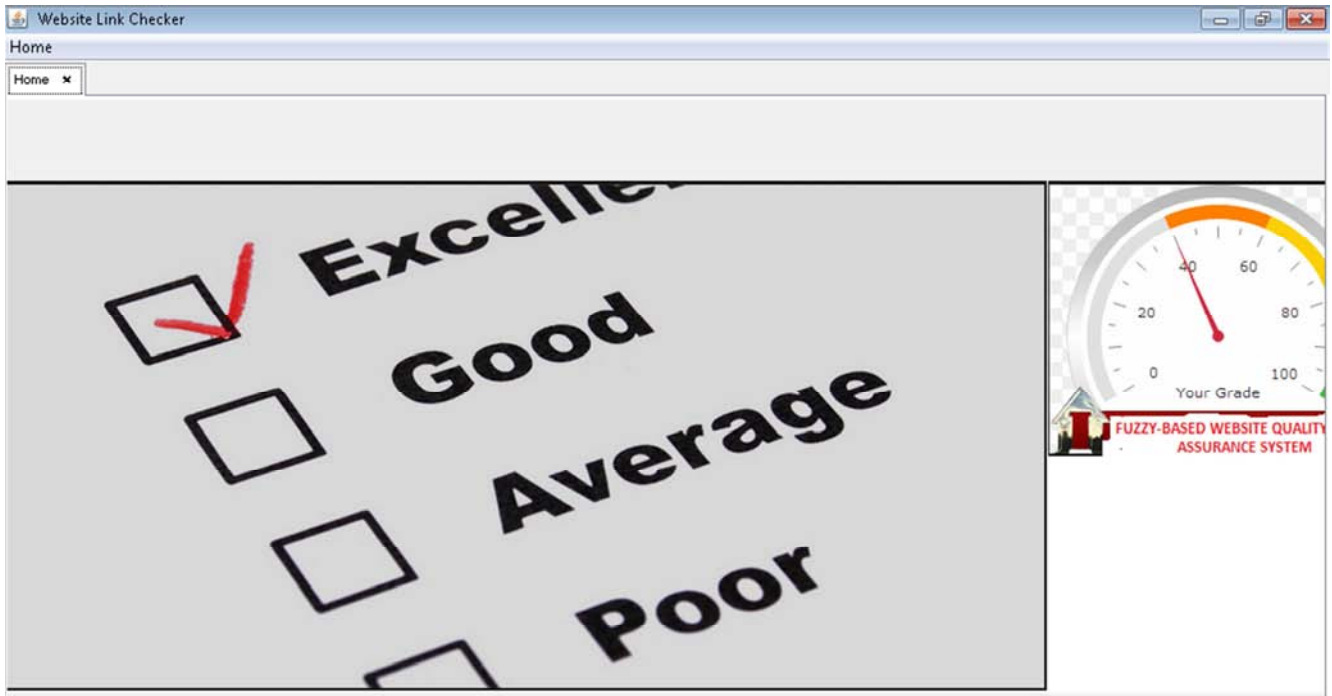 Website Link Checker
Home
Home
Excelle
Good
Average
Poor
40 60
20 80
0 100
Your Grade
FUZZY-BASED WEBSITE QUALITY
ASSURANCE SYSTEM